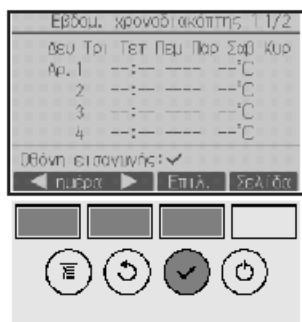 Εβδομ. χρονοδιακόπτης 1 1/2
Δευ Τρι Τετ Πεμ Παρ Σαβ Κυρ
Αρ. 1 --:-- ---- --°C
2 --:-- ---- --°C
3 --:-- ---- --°C
4 --:-- ---- --°C
Οθόνη εισαγωγής:✓
◀ ημέρα ▶ Επιλ. Σελίδα